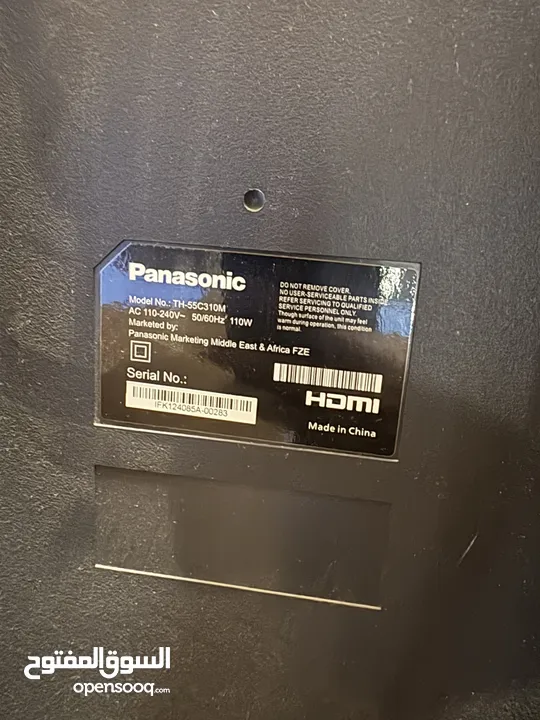 Panasonic
Model No.: TH-55C310M
AC 110-240V~ 50/60Hz 110W
Marketed by:
Panasonic Marketing Middle East & Africa FZE
Serial No.:
IFK124085A-00283
DO NOT REMOVE COVER.
NO USER-SERVICEABLE PARTS INSIDE
REFER SERVICING TO QUALIFIED
SERVICE PERSONNEL ONLY.
Though surface of the unit may feel
warm during operation, this condition
is normal.
HDMI
Made in China
السوق المفتوح
opensooq.com